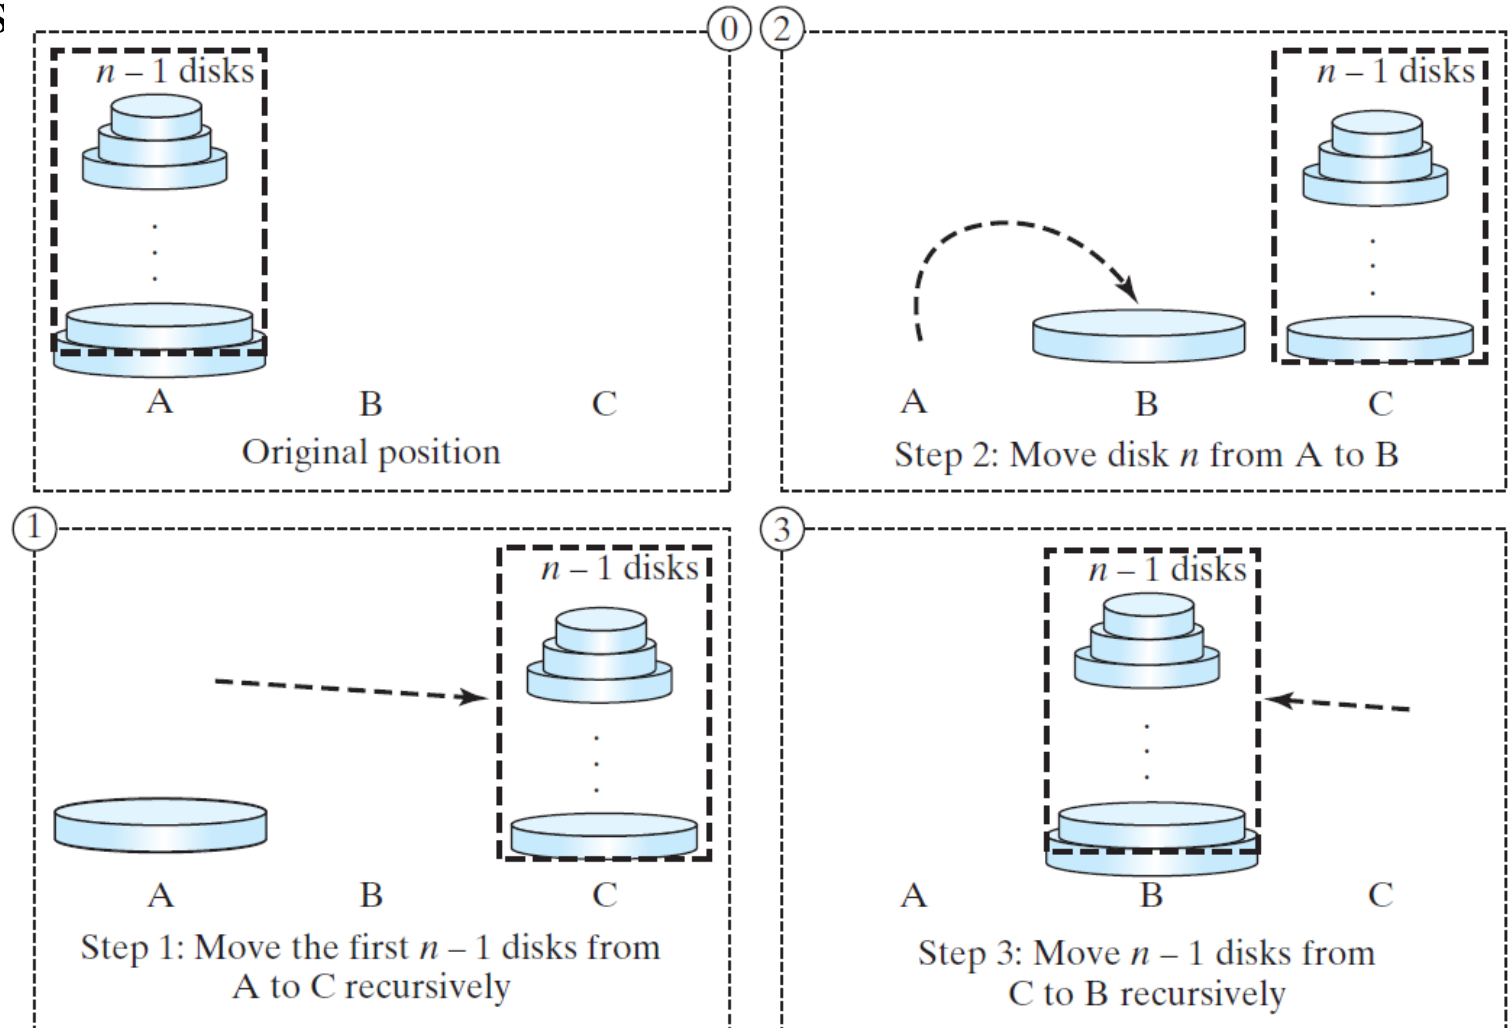 s
0
n – 1 disks
A B C
Original position
2
n – 1 disks
A B C
Step 2: Move disk n from A to B
1
n – 1 disks
A B C
Step 1: Move the first n – 1 disks from
A to C recursively
3
n – 1 disks
A B C
Step 3: Move n – 1 disks from
C to B recursively